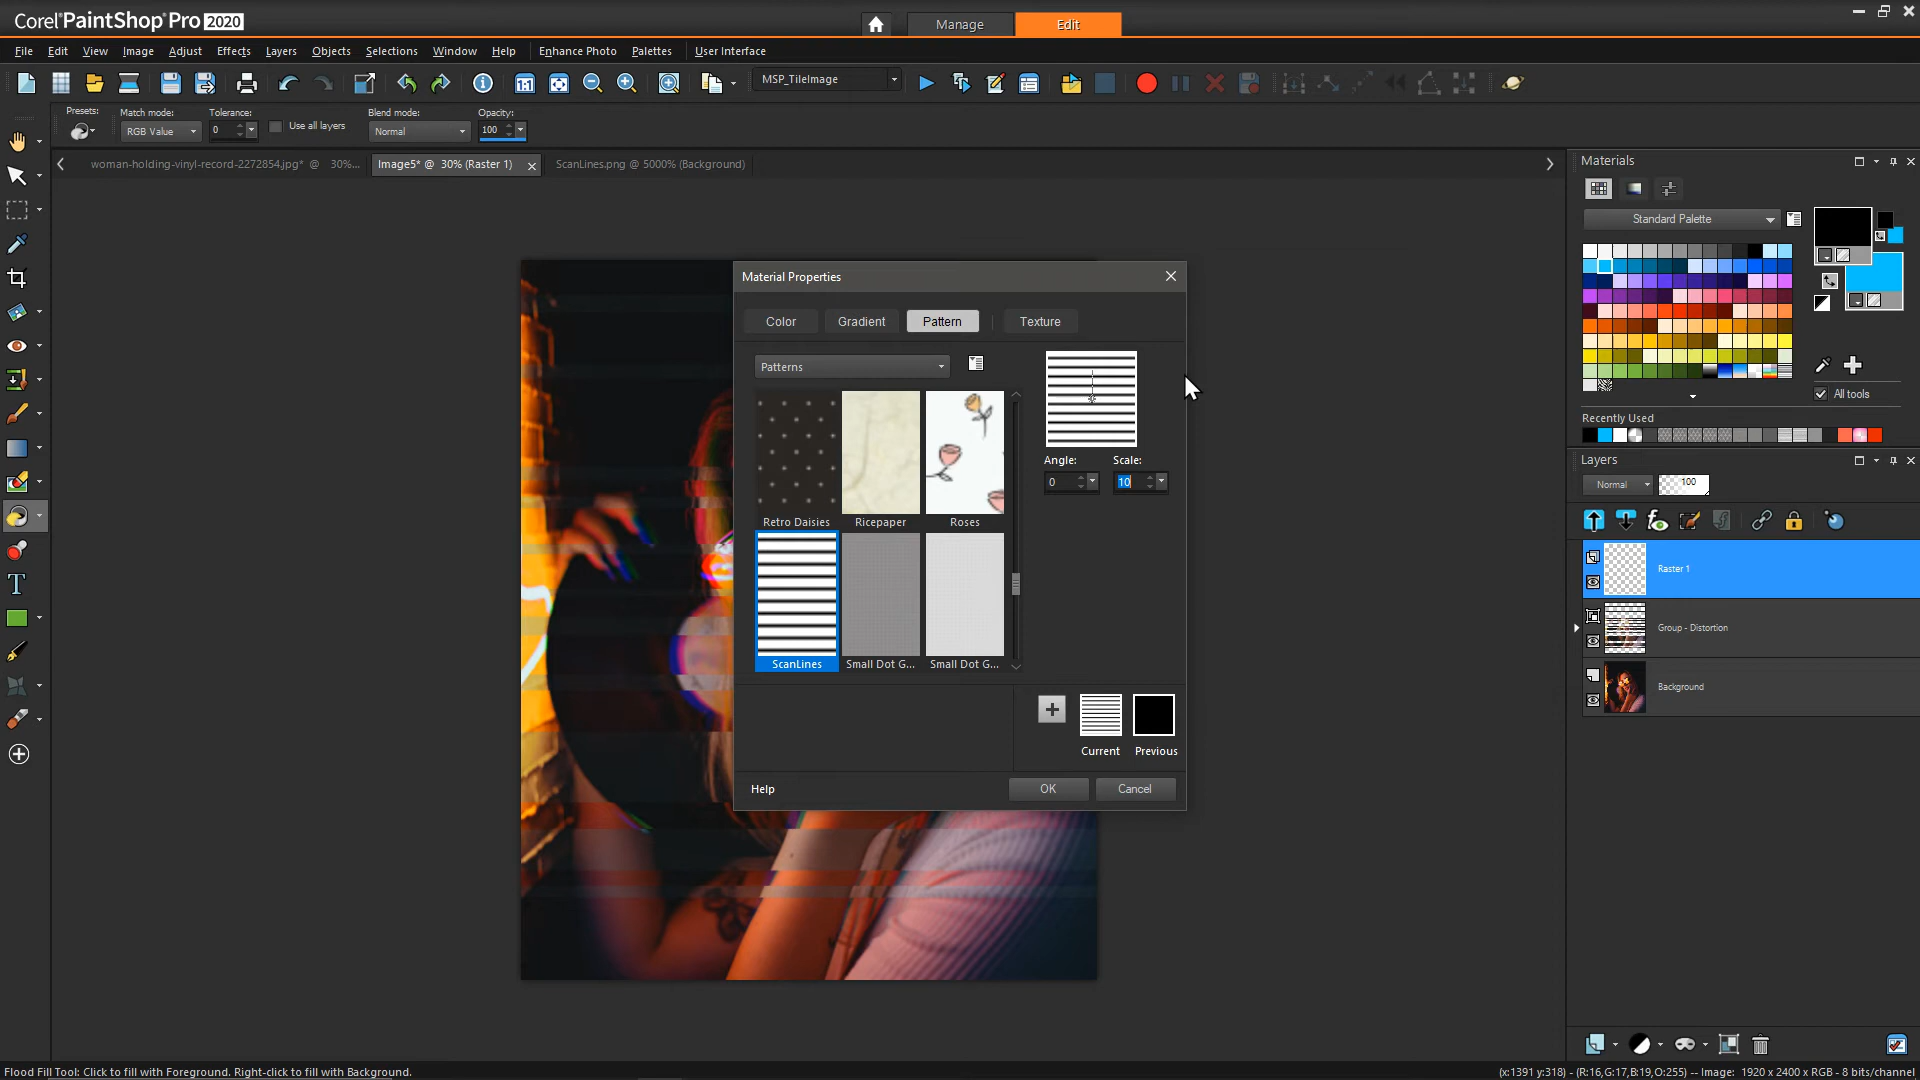 Corel PaintShop Pro 2020
Manage
Edit
File Edit View Image Adjust Effects Layers Objects Selections Window Help Enhance Photo Palettes User Interface
1:1
MSP_TileImage
Presets:
Match mode:
RGB Value
Tolerance:
0
Use all layers
Blend mode:
Normal
Opacity:
100
woman-holding-vinyl-record-2272854.jpg* @ 30%...
Image5* @ 30% (Raster 1)
ScanLines.png @ 5000% (Background)
Materials
Standard Palette
All tools
Recently Used
Material Properties
Color
Gradient
Pattern
Texture
Patterns
Retro Daisies
Ricepaper
Roses
ScanLines
Small Dot G...
Small Dot G...
Angle:
0
Scale:
10
Current
Previous
Help
OK
Cancel
Layers
Normal
100
Raster 1
Group - Distortion
Background
Flood Fill Tool: Click to fill with Foreground. Right-click to fill with Background.
(x:1391 y:318) - (R:16,G:17,B:19,O:255) -- Image: 1920 x 2400 x RGB - 8 bits/channel